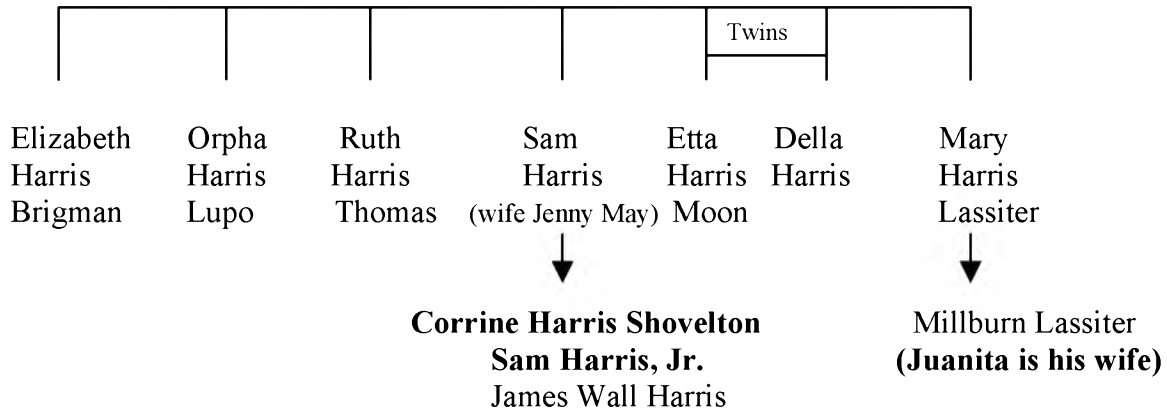 Twins
Elizabeth Orpha Ruth Sam Etta Della Mary
Harris Harris Harris Harris Harris Harris Harris
Brigman Lupo Thomas (wife Jenny May) Moon Lassiter
Corrine Harris Shovelton Millburn Lassiter
Sam Harris, Jr. (Juanita is his wife)
James Wall Harris